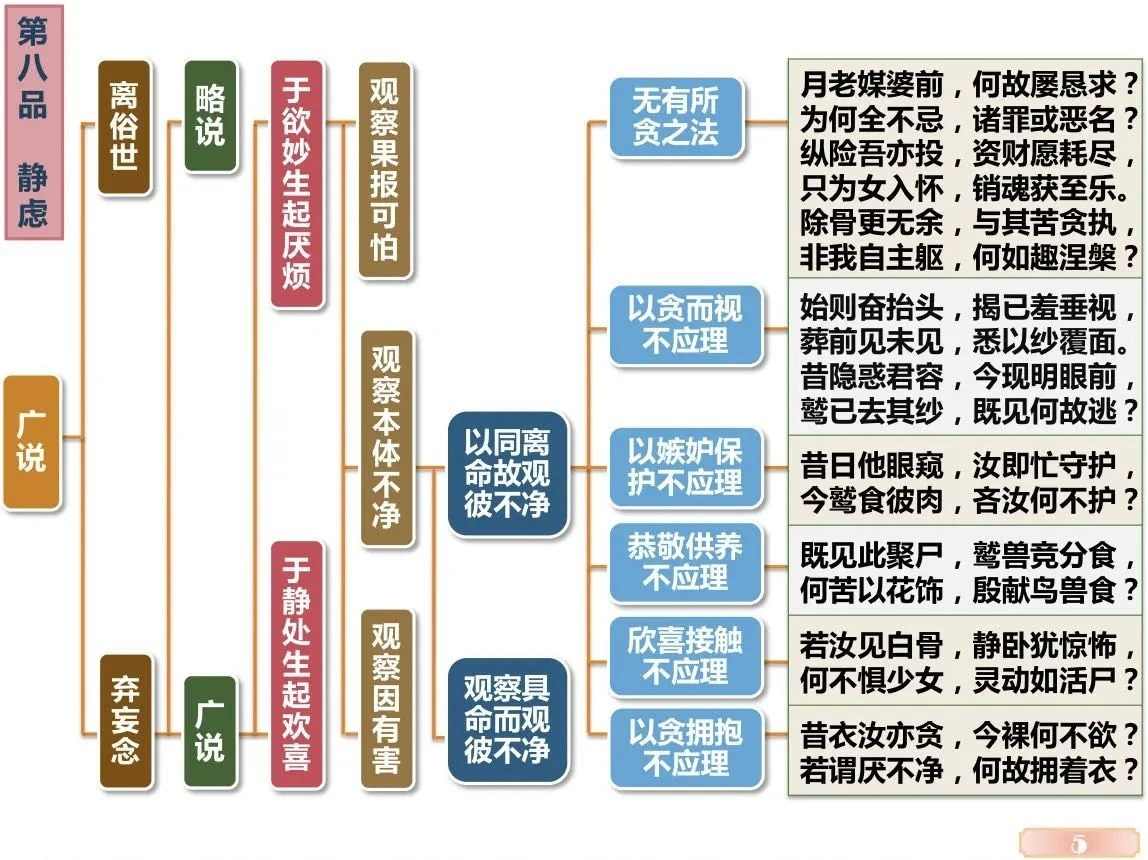 第八品 静虑
广说
离俗世
弃妄念
略说
广说
于欲妙生起厌烦
于静处生起欢喜
观察果报可怕
观察本体不净
观察因有害
以同离
命故观
彼不净
观察具
命而观
彼不净
无有所
贪之法
月老媒婆前，何故屡恳求？
为何全不忌，诸罪或恶名？
纵险吾亦投，资财愿耗尽，
只为女入怀，销魂获至乐。
除骨更无余，与其苦贪执，
非我自主躯，何如趣涅槃？
以贪而视
不应理
始则奋抬头，揭已羞垂视，
葬前见未见，悉以纱覆面。
昔隐惑君容，今现明眼前，
鹫已去其纱，既见何故逃？
以嫉妒保
护不应理
昔日他眼窥，汝即忙守护，
今鹫食彼肉，吝汝何不护？
恭敬供养
不应理
既见此聚尸，鹫兽竞分食，
何苦以花饰，殷献鸟兽食？
欣喜接触
不应理
若汝见白骨，静卧犹惊怖，
何不惧少女，灵动如活尸？
以贪拥抱
不应理
昔衣汝亦贪，今裸何不欲？
若谓厌不净，何故拥着衣？
5